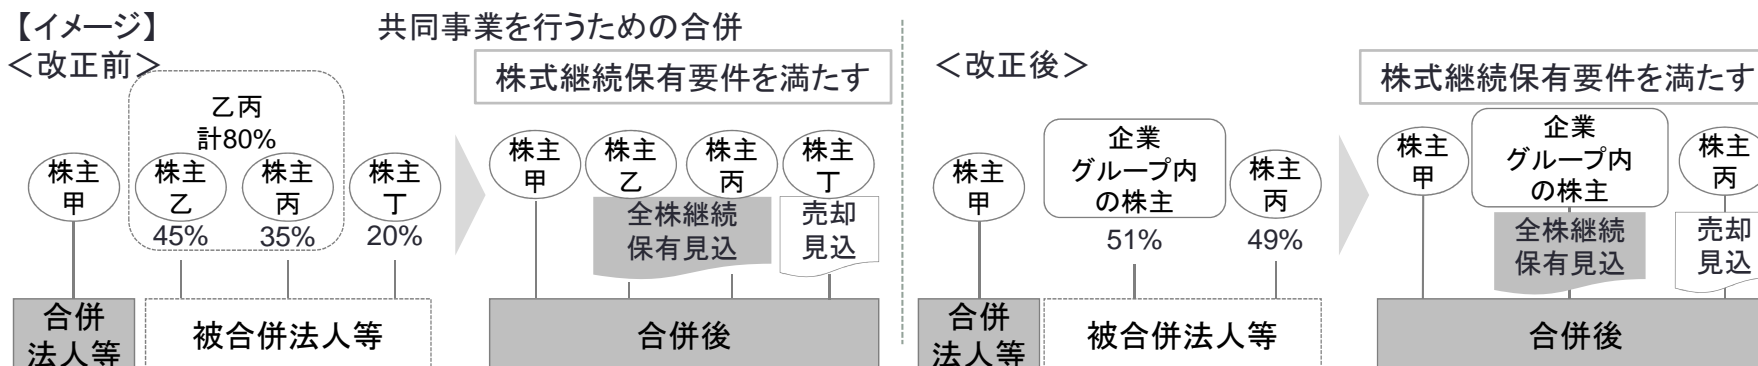 【イメージ】
共同事業を行うための合併
＜改正前＞
株式継続保有要件を満たす
乙丙
計80%
株主
甲
株主
乙
株主
丙
株主
丁
45%
35%
20%
合併
法人等
被合併法人等
株主
甲
株主
乙
株主
丙
株主
丁
全株継続
保有見込
売却
見込
合併後
＜改正後＞
株式継続保有要件を満たす
株主
甲
企業
グループ内
の株主
株主
丙
51%
49%
合併
法人等
被合併法人等
株主
甲
企業
グループ内
の株主
株主
丙
全株継続
保有見込
売却
見込
合併後